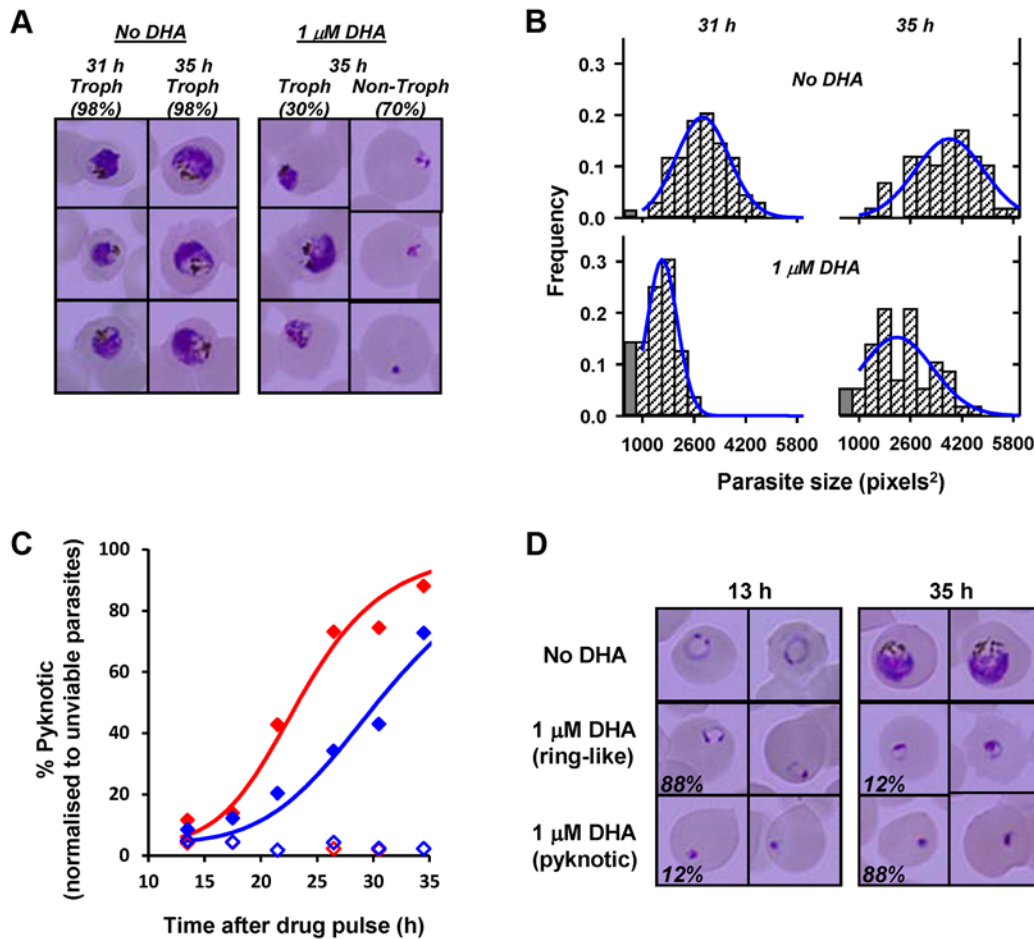 A
No DHA
1 μM DHA
31 h
Troph
(98%)
35 h
Troph
(98%)
35 h
Troph Non-Troph
(30%) (70%)
B
31 h 35 h
No DHA
0.3
0.2
0.1
0.0
1 μM DHA
0.3
0.2
0.1
0.0
Frequency
1000 2600 4200 5800 1000 2600 4200 5800
Parasite size (pixels²)
C
% Pyknotic
(normalised to unviable parasites)
100
80
60
40
20
0
10 15 20 25 30 35
Time after drug pulse (h)
D
13 h 35 h
No DHA
1 μM DHA
(ring-like)
88% 12%
1 μM DHA
(pyknotic)
12% 88%